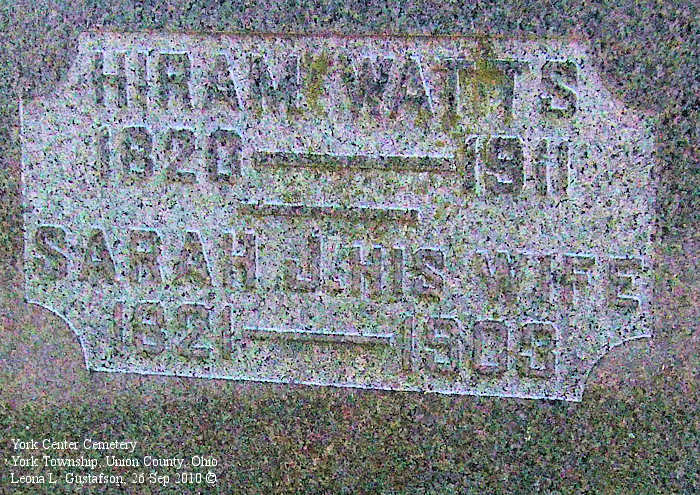 HIRAM WATTS
1820 — 1911
SARAH J. HIS WIFE
1821 — 1903
York Center Cemetery
York Township, Union County, Ohio
Leona L. Gustafson, 26 Sep 2010 ©